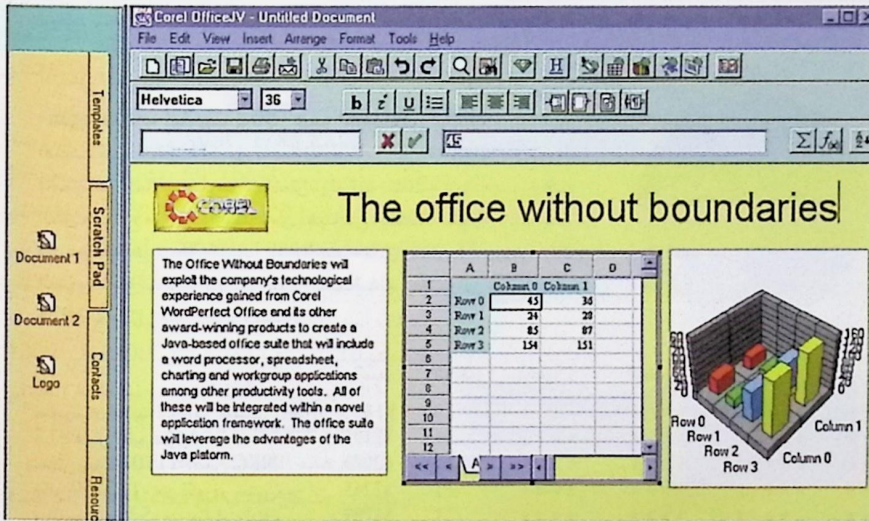 Corel OfficeJV - Untitled Document
File Edit View Insert Arrange Format Tools Help
Helvetica 36 b i u
Templates
Scratch Pad
Contacts
Resourc
Document 1
Document 2
Logo
COREL
The office without boundaries
The Office Without Boundaries will
exploit the company's technological
experience gained from Corel
WordPerfect Office and its other
award-winning products to create a
Java-based office suite that will include
a word processor, spreadsheet,
charting and workgroup applications
among other productivity tools. All of
these will be integrated within a novel
application framework. The office suite
will leverage the advantages of the
Java platorm.
A B C D
1 Column 0 Column 1
2 Row 0 45 36
3 Row 1 24 28
4 Row 2 85 87
5 Row 3 154 151
6
7
8
9
10
11
12
<< < A > >>
160
Row 0
Row 1
Row 2
Row 3
Column 0
Column 1